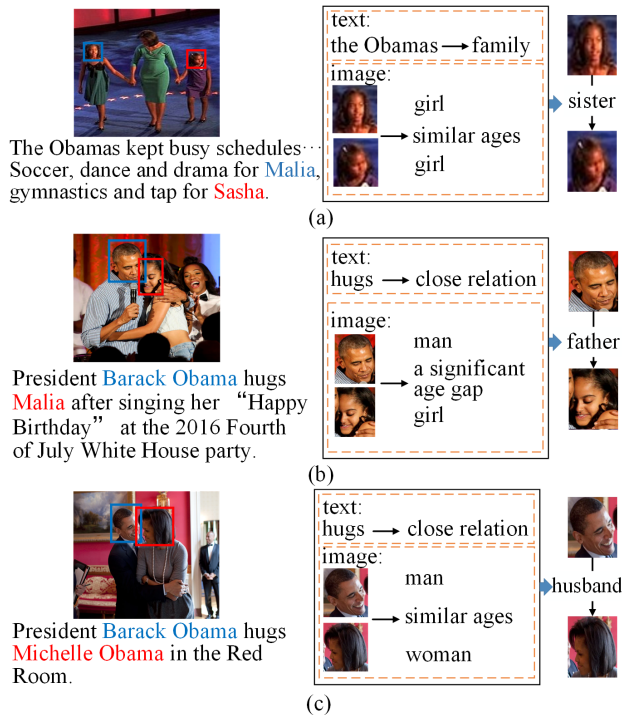 The Obamas kept busy schedules···
Soccer, dance and drama for Malia,
gymnastics and tap for Sasha.
text:
the Obamas → family
image:
girl
similar ages
girl
sister
(a)
President Barack Obama hugs
Malia after singing her “Happy
Birthday” at the 2016 Fourth
of July White House party.
text:
hugs → close relation
image:
man
a significant
age gap
girl
father
(b)
President Barack Obama hugs
Michelle Obama in the Red
Room.
text:
hugs → close relation
image:
man
similar ages
woman
husband
(c)